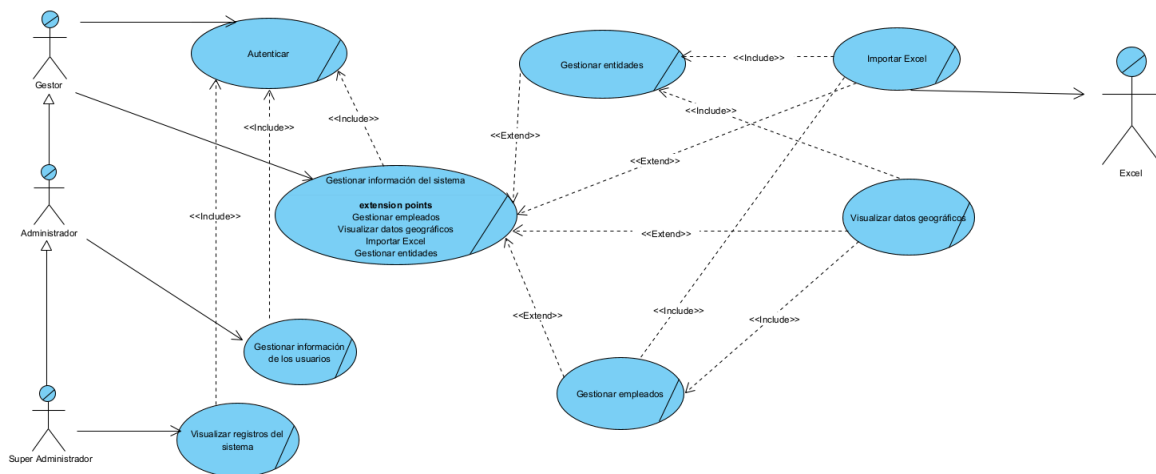 Gestor
Administrador
Super Administrador
Autenticar
<<Include>>
<<Include>>
<<Include>>
Gestionar información del sistema
extension points
Gestionar empleados
Visualizar datos geográficos
Importar Excel
Gestionar entidades
Gestionar información
de los usuarios
Visualizar registros del
sistema
Gestionar entidades
<<Include>>
Importar Excel
<<Include>>
<<Extend>>
<<Extend>>
<<Extend>>
<<Extend>>
Visualizar datos geográficos
<<Include>>
<<Include>>
Gestionar empleados
Excel